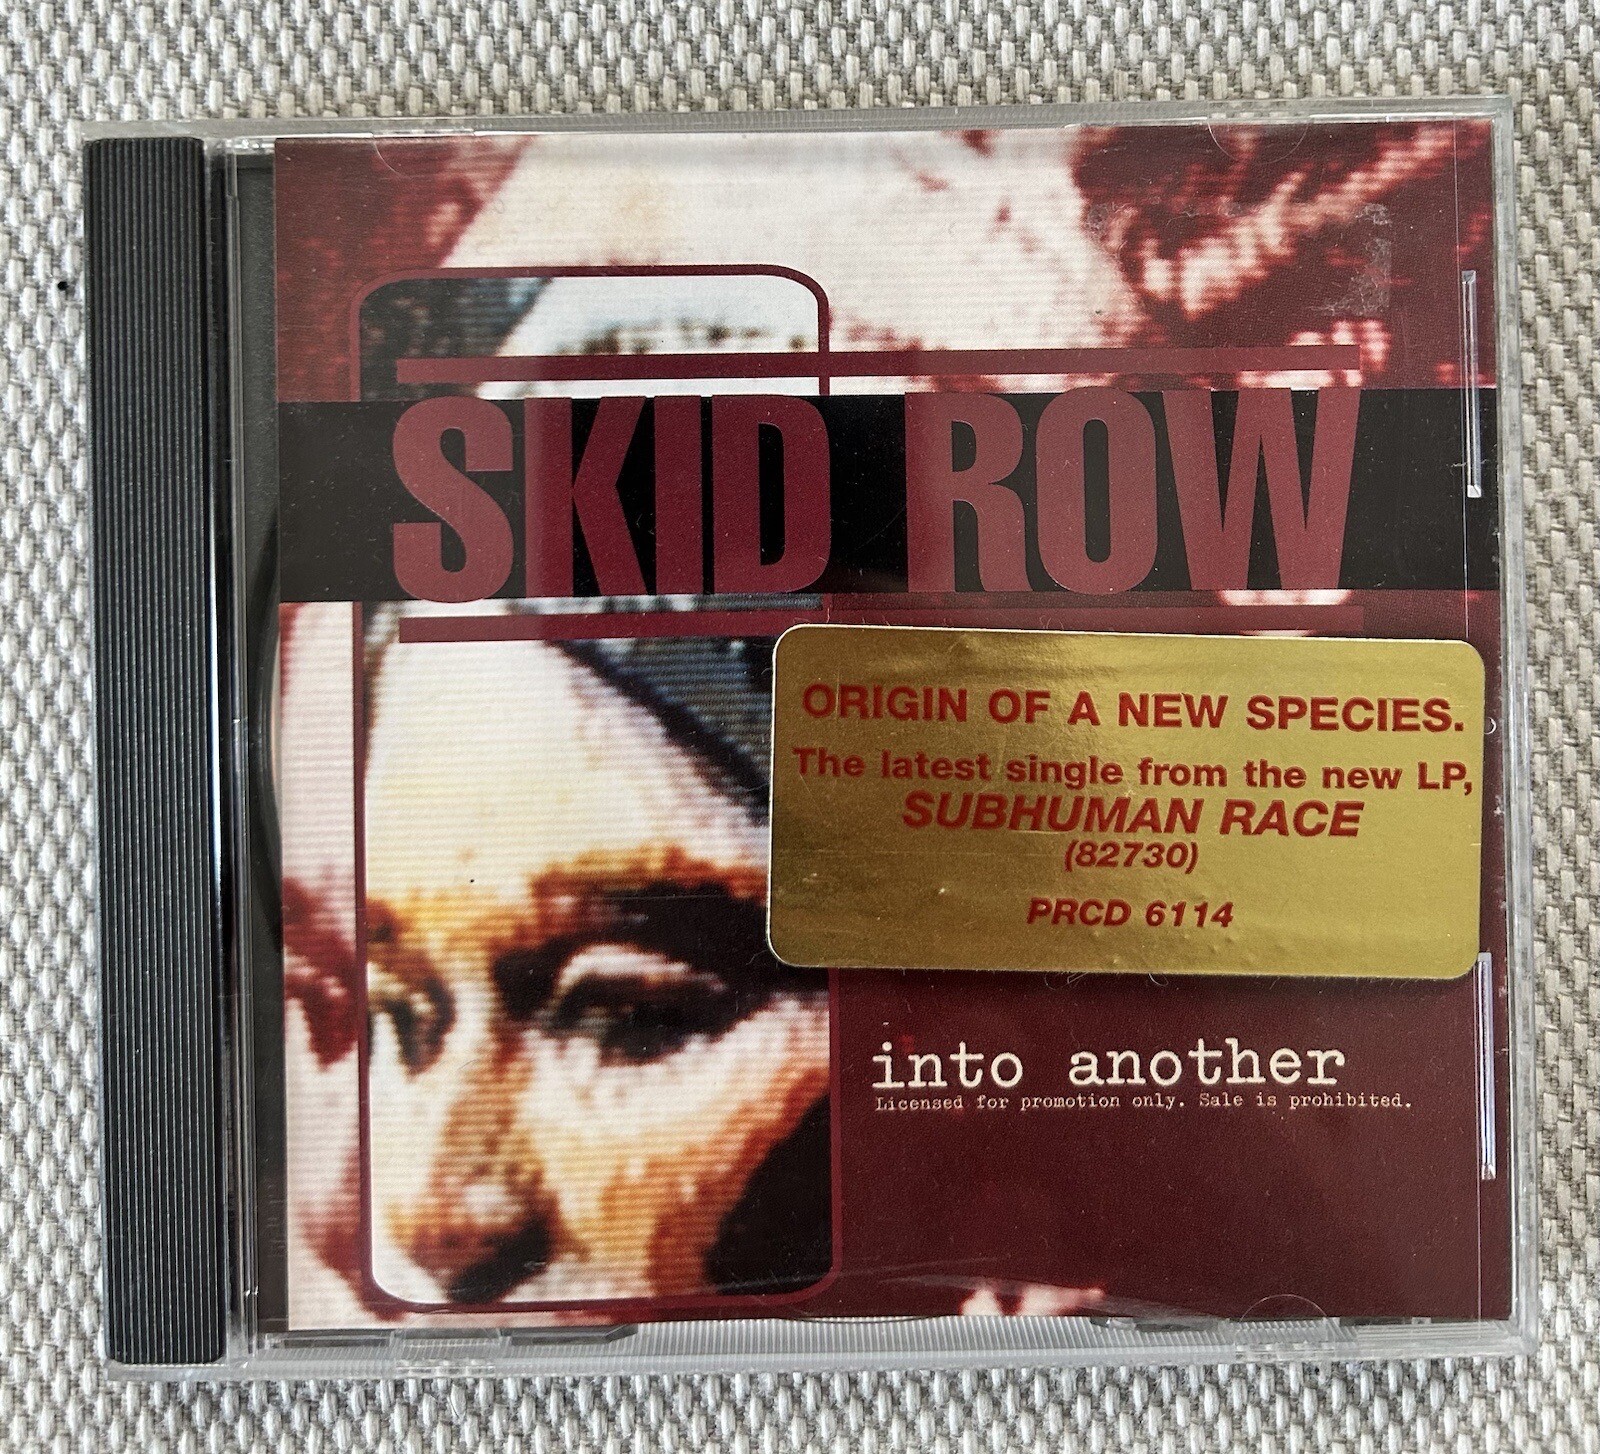 SKID ROW
ORIGIN OF A NEW SPECIES.
The latest single from the new LP,
SUBHUMAN RACE
(82730)
PRCD 6114
into another
Licensed for promotion only. Sale is prohibited.